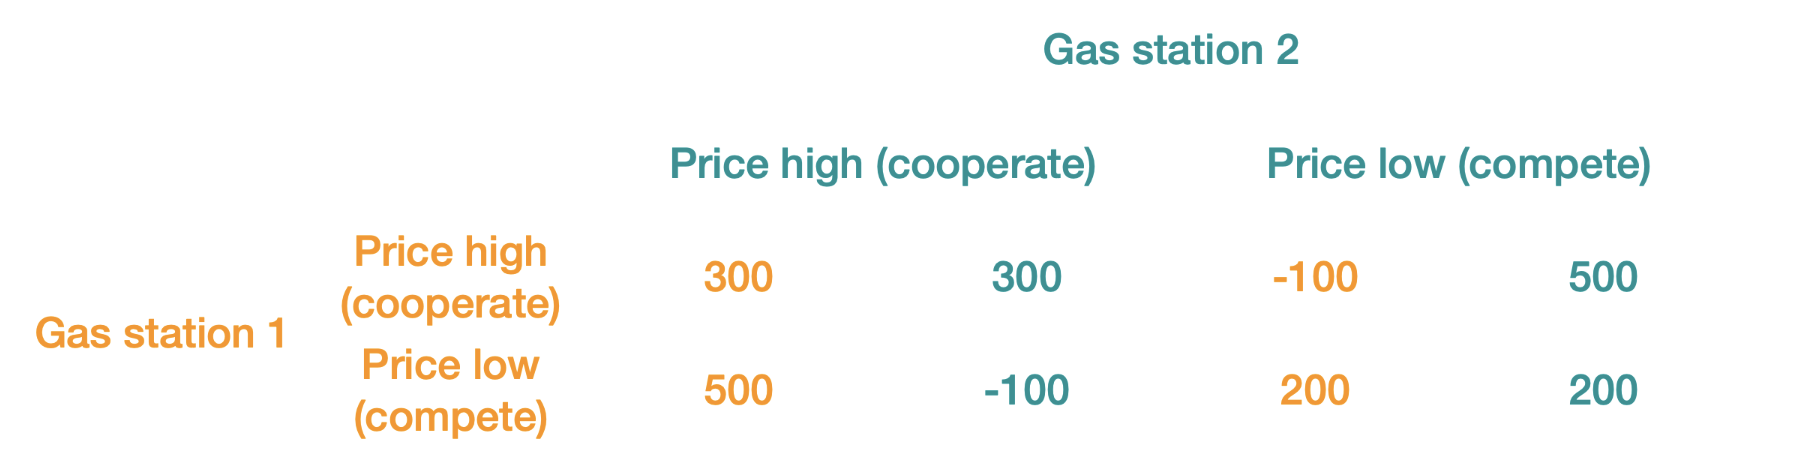 Gas station 2
Price high (cooperate) Price low (compete)
Price high
(cooperate)
300 300 -100 500
Gas station 1
Price low
(compete)
500 -100 200 200